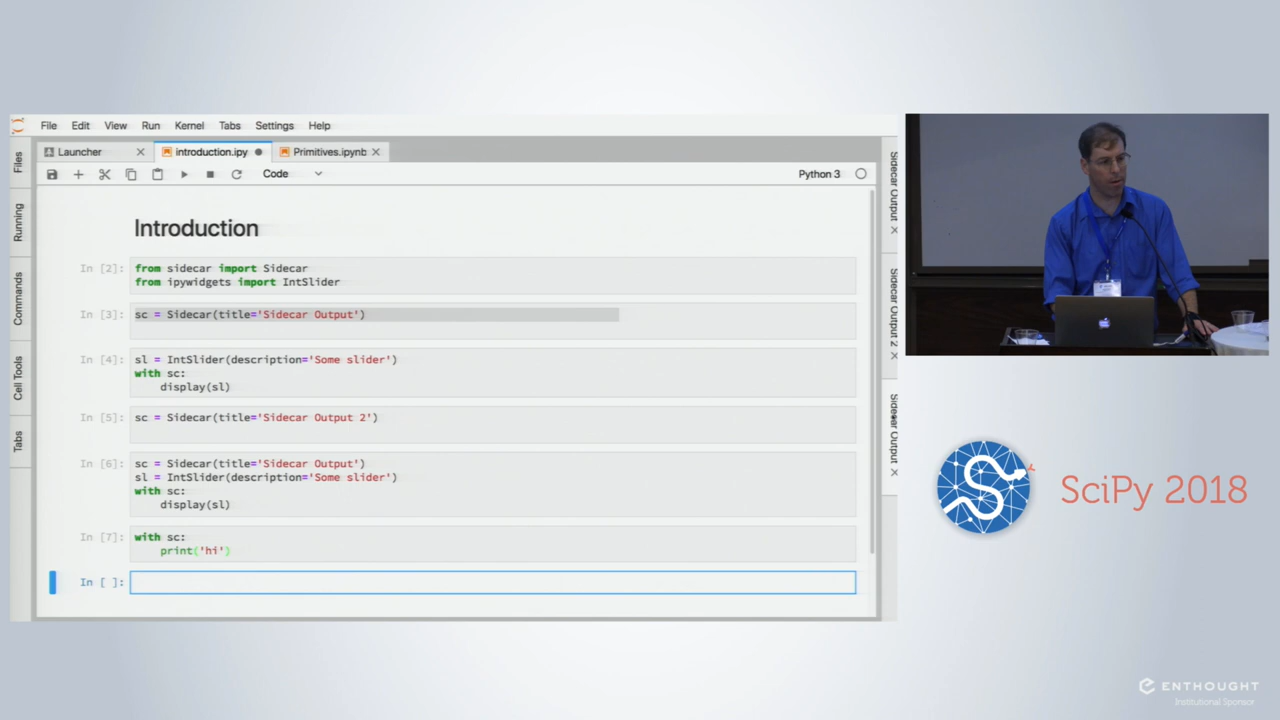 File Edit View Run Kernel Tabs Settings Help
Launcher
introduction.ipy
Primitives.ipynb
Code
Python 3
Files
Running
Commands
Cell Tools
Tabs
Introduction
In [2]:
from sidecar import Sidecar
from ipywidgets import IntSlider
In [3]:
sc = Sidecar(title='Sidecar Output')
In [4]:
sl = IntSlider(description='Some slider')
with sc:
    display(sl)
In [5]:
sc = Sidecar(title='Sidecar Output 2')
In [6]:
sc = Sidecar(title='Sidecar Output')
sl = IntSlider(description='Some slider')
with sc:
    display(sl)
In [7]:
with sc:
    print('hi')
In [ ]:
Sidecar Output
Sidecar Output 2
Sidecar Output
SciPy 2018
ENTHOUGHT
Institutional Sponsor